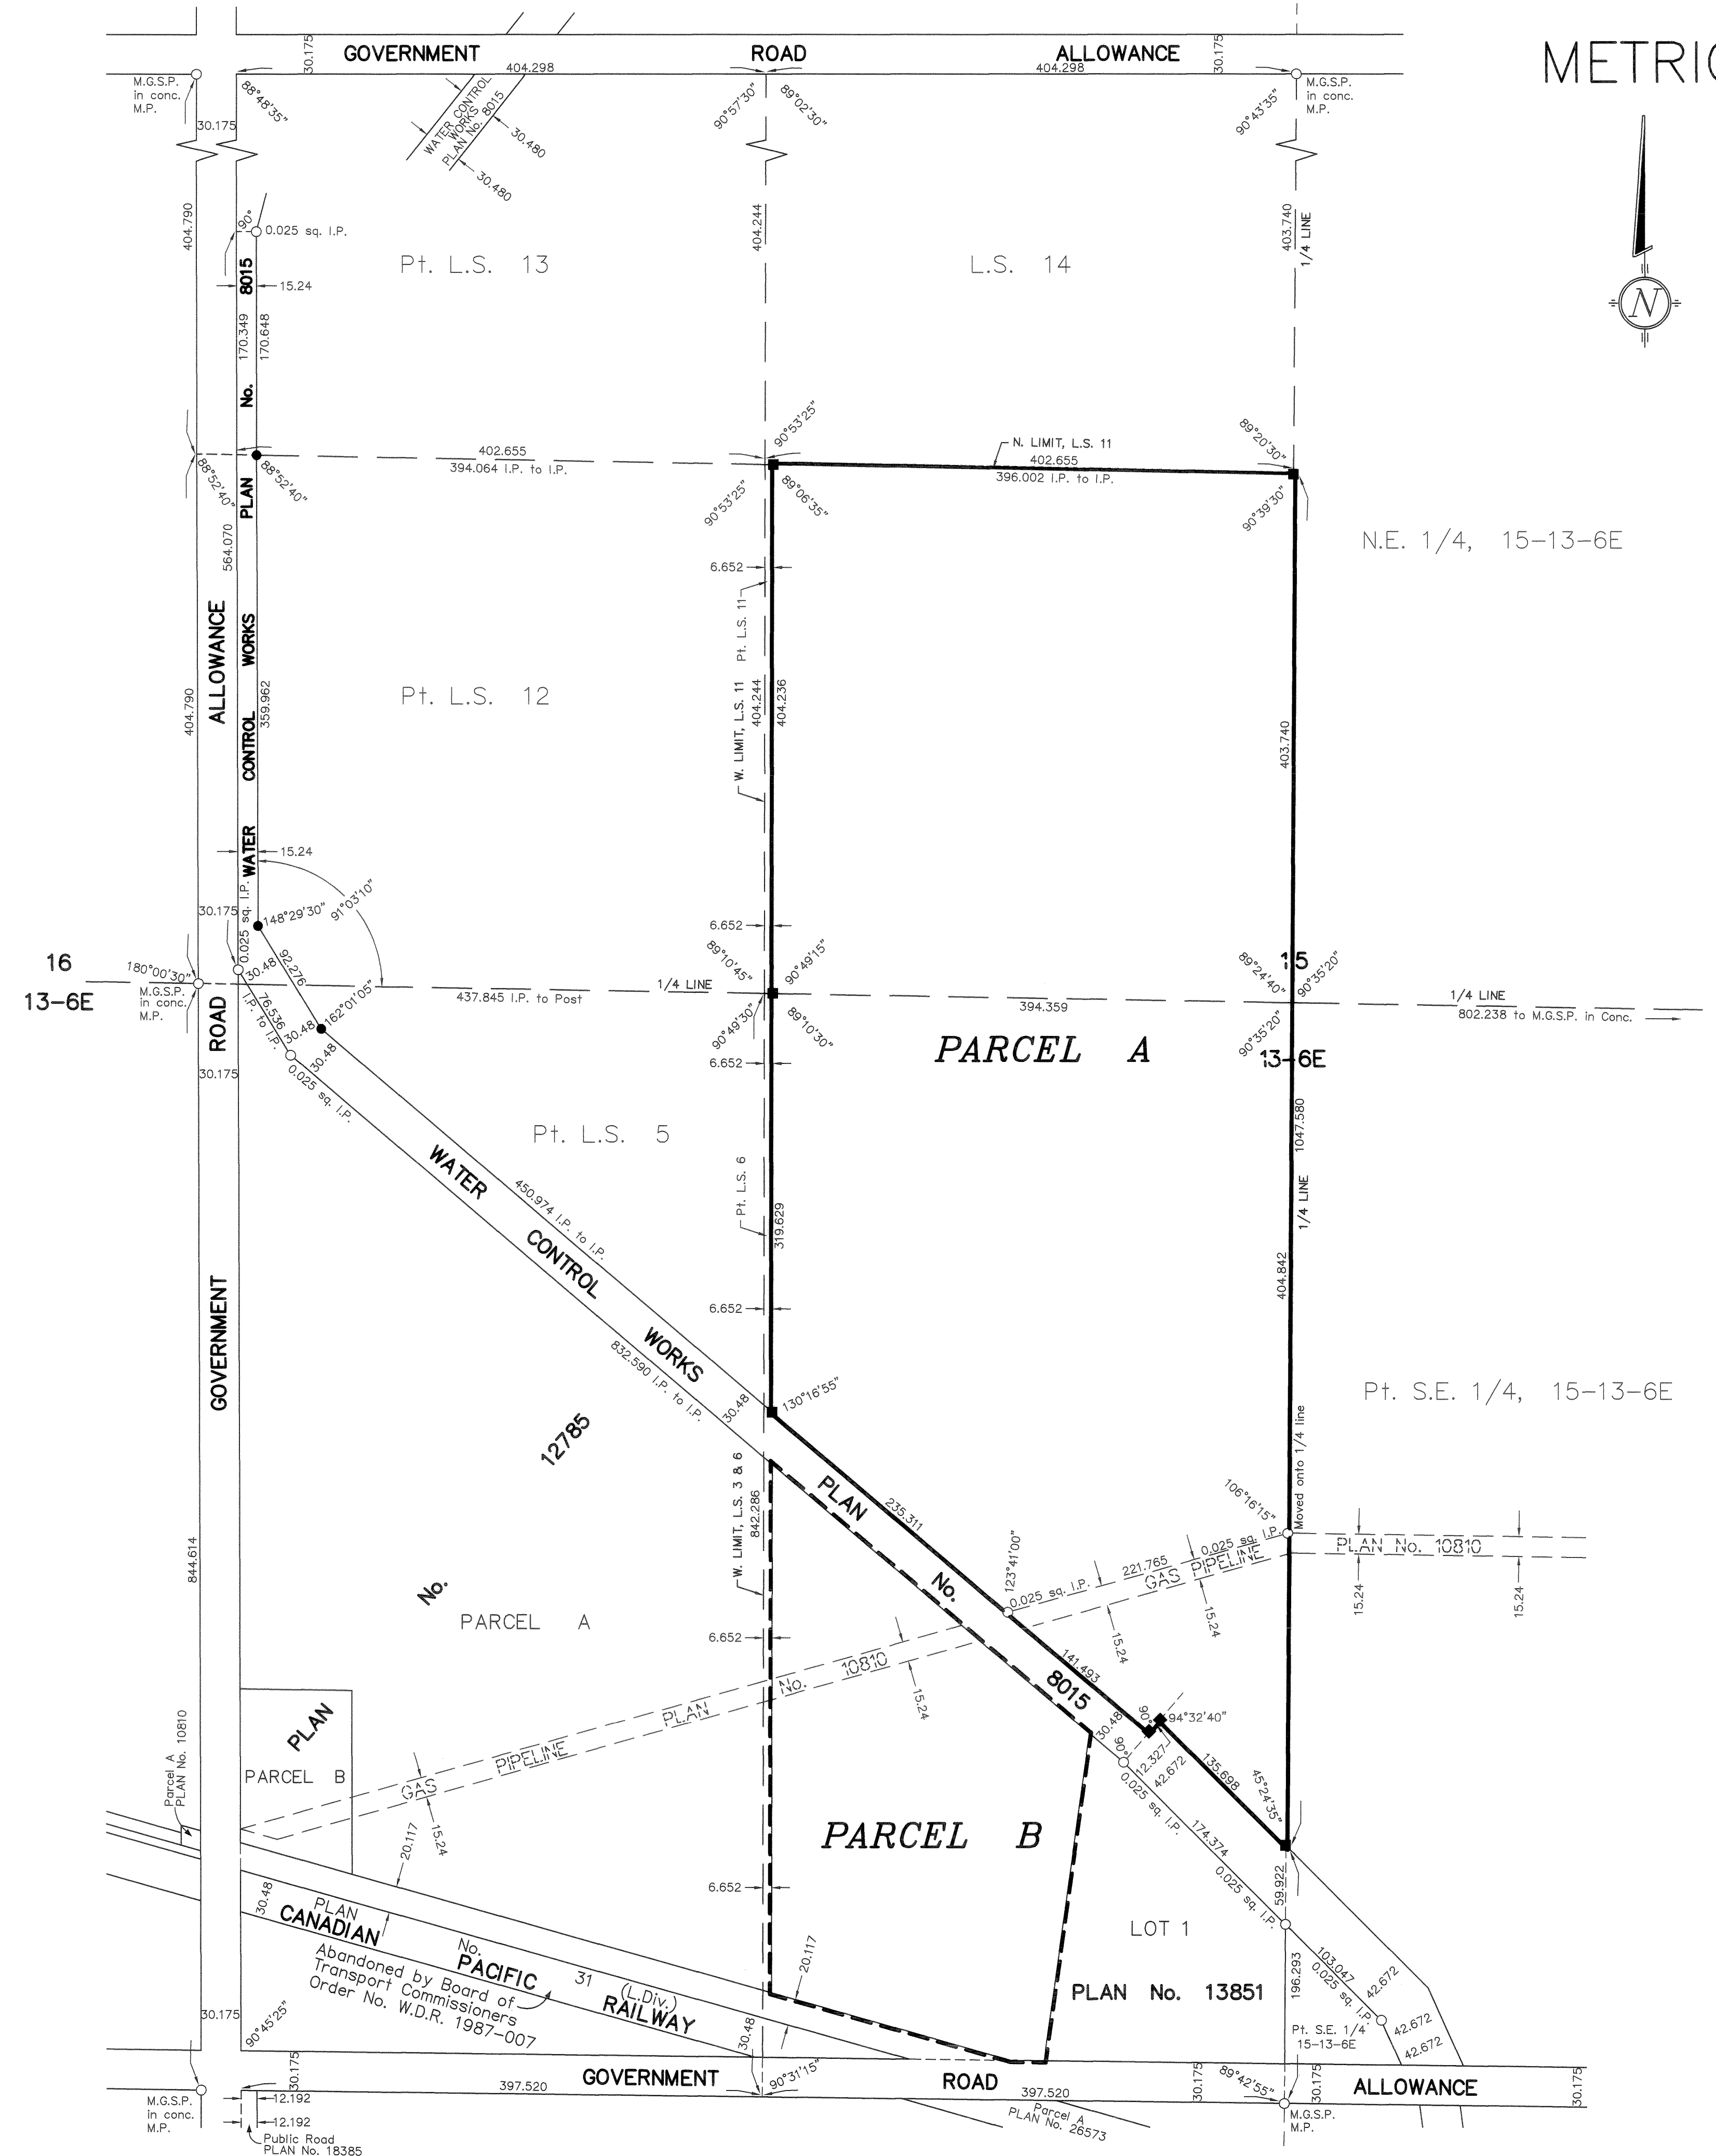 METRIC
GOVERNMENT ROAD ALLOWANCE
30.175
404.298
404.298
30.175
M.G.S.P.
in conc.
M.P.
30.175
88°48'35"
WATER CONTROL
WORKS
PLAN No. 8015
30.480
30.480
90°57'30"
89°02'30"
90°43'35"
M.G.S.P.
in conc.
M.P.
404.790
90°
0.025 sq. I.P.
404.244
403.740
1/4 LINE
N
Pt. L.S. 13
L.S. 14
15.24
170.349
170.648
WATER CONTROL WORKS PLAN No. 8015
402.655
394.064 I.P. to I.P.
88°52'40"
88°52'40"
90°53'25"
90°53'25"
89°06'35"
N. LIMIT, L.S. 11
402.655
396.002 I.P. to I.P.
89°20'30"
90°39'30"
N.E. 1/4, 15-13-6E
564.070
6.652
Pt. L.S. 11
W. LIMIT, L.S. 11
404.244
404.236
Pt. L.S. 12
404.790
359.962
403.740
GOVERNMENT ROAD ALLOWANCE
15.24
91°03'10"
30.175
0.025 sq. I.P.
148°29'30"
6.652
16
13-6E
180°00'30"
M.G.S.P.
in conc.
M.P.
30.48
92.276
76.536
I.P. to I.P.
30.48
162°01'05"
30.48
0.025 sq. I.P.
30.175
437.845 I.P. to Post
1/4 LINE
89°10'45"
90°49'15"
90°49'30"
89°10'30"
394.359
89°24'40"
15
90°35'20"
90°35'20"
13-6E
1/4 LINE
802.238 to M.G.S.P. in Conc.
PARCEL A
6.652
Pt. L.S. 5
Pt. L.S. 6
319.629
1047.580
1/4 LINE
404.842
WATER CONTROL WORKS PLAN No. 8015
450.974 I.P. to I.P.
832.590 I.P. to I.P.
6.652
30.48
130°16'55"
Pt. S.E. 1/4, 15-13-6E
Moved onto 1/4 line
PLAN No. 12785
W. LIMIT, L.S. 3 & 6
842.286
235.311
123°41'00"
0.025 sq. I.P.
221.765
0.025 sq. I.P.
106°16'15"
GAS PIPELINE
PLAN No. 10810
15.24
15.24
15.24
15.24
844.614
PARCEL A
6.652
GAS PIPELINE PLAN No. 10810
15.24
15.24
141.493
30.48
90°
90°
94°32'40"
12.327
42.672
135.698
45°24'35"
0.025 sq. I.P.
174.374
0.025 sq. I.P.
59.922
Parcel A
PLAN No. 10810
PARCEL B
20.117
PARCEL B
6.652
LOT 1
PLAN No. 13851
103.047
0.025 sq. I.P.
42.672
42.672
42.672
196.293
Pt. S.E. 1/4
15-13-6E
30.48
PLAN No. 31 (L.Div.)
CANADIAN PACIFIC RAILWAY
Abandoned by Board of
Transport Commissioners
Order No. W.D.R. 1987-007
20.117
30.48
30.175
90°45'25"
30.175
GOVERNMENT ROAD ALLOWANCE
397.520
90°31'15"
397.520
30.175
89°42'55"
30.175
30.175
M.G.S.P.
in conc.
M.P.
12.192
12.192
Public Road
PLAN No. 18385
Parcel A
PLAN No. 26573
M.G.S.P.
M.P.